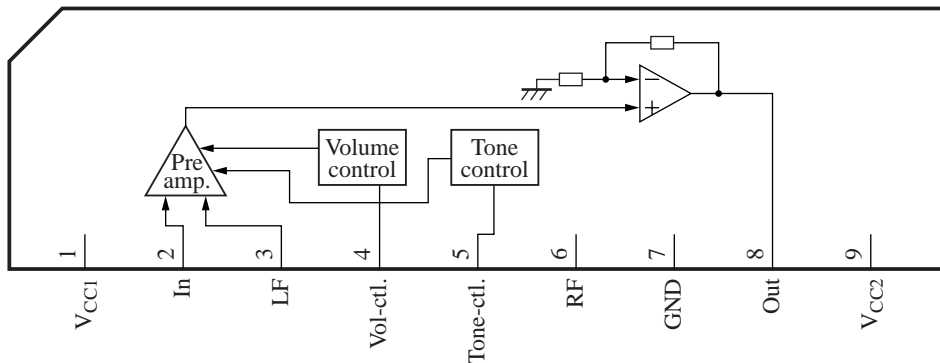 −
+
Volume
control
Tone
control
Pre
amp.
1
2
3
4
5
6
7
8
9
VCC1
In
LF
Vol-ctl.
Tone-ctl.
RF
GND
Out
VCC2